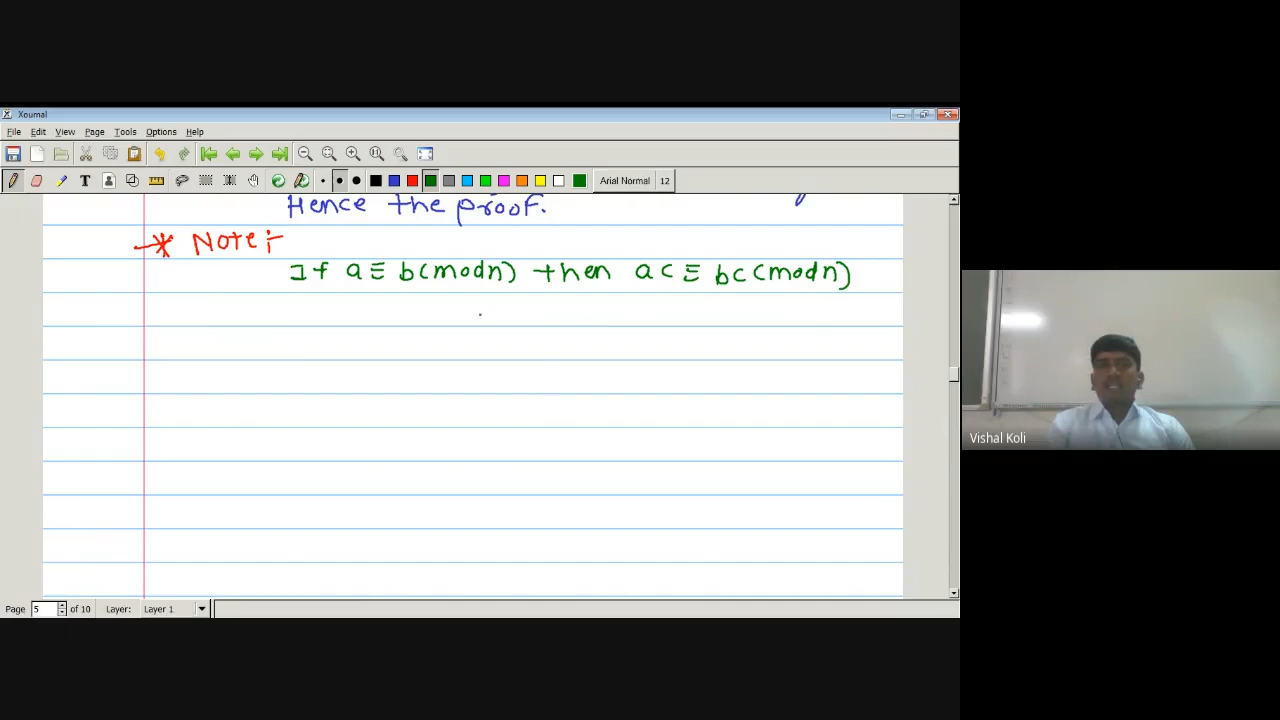 Xournal
File Edit View Page Tools Options Help
T Arial Normal 12
Hence the proof.
Note :-
If a ≡ b (mod n) then ac ≡ bc (mod n)
Vishal Koli
Page 5 of 10 Layer: Layer 1